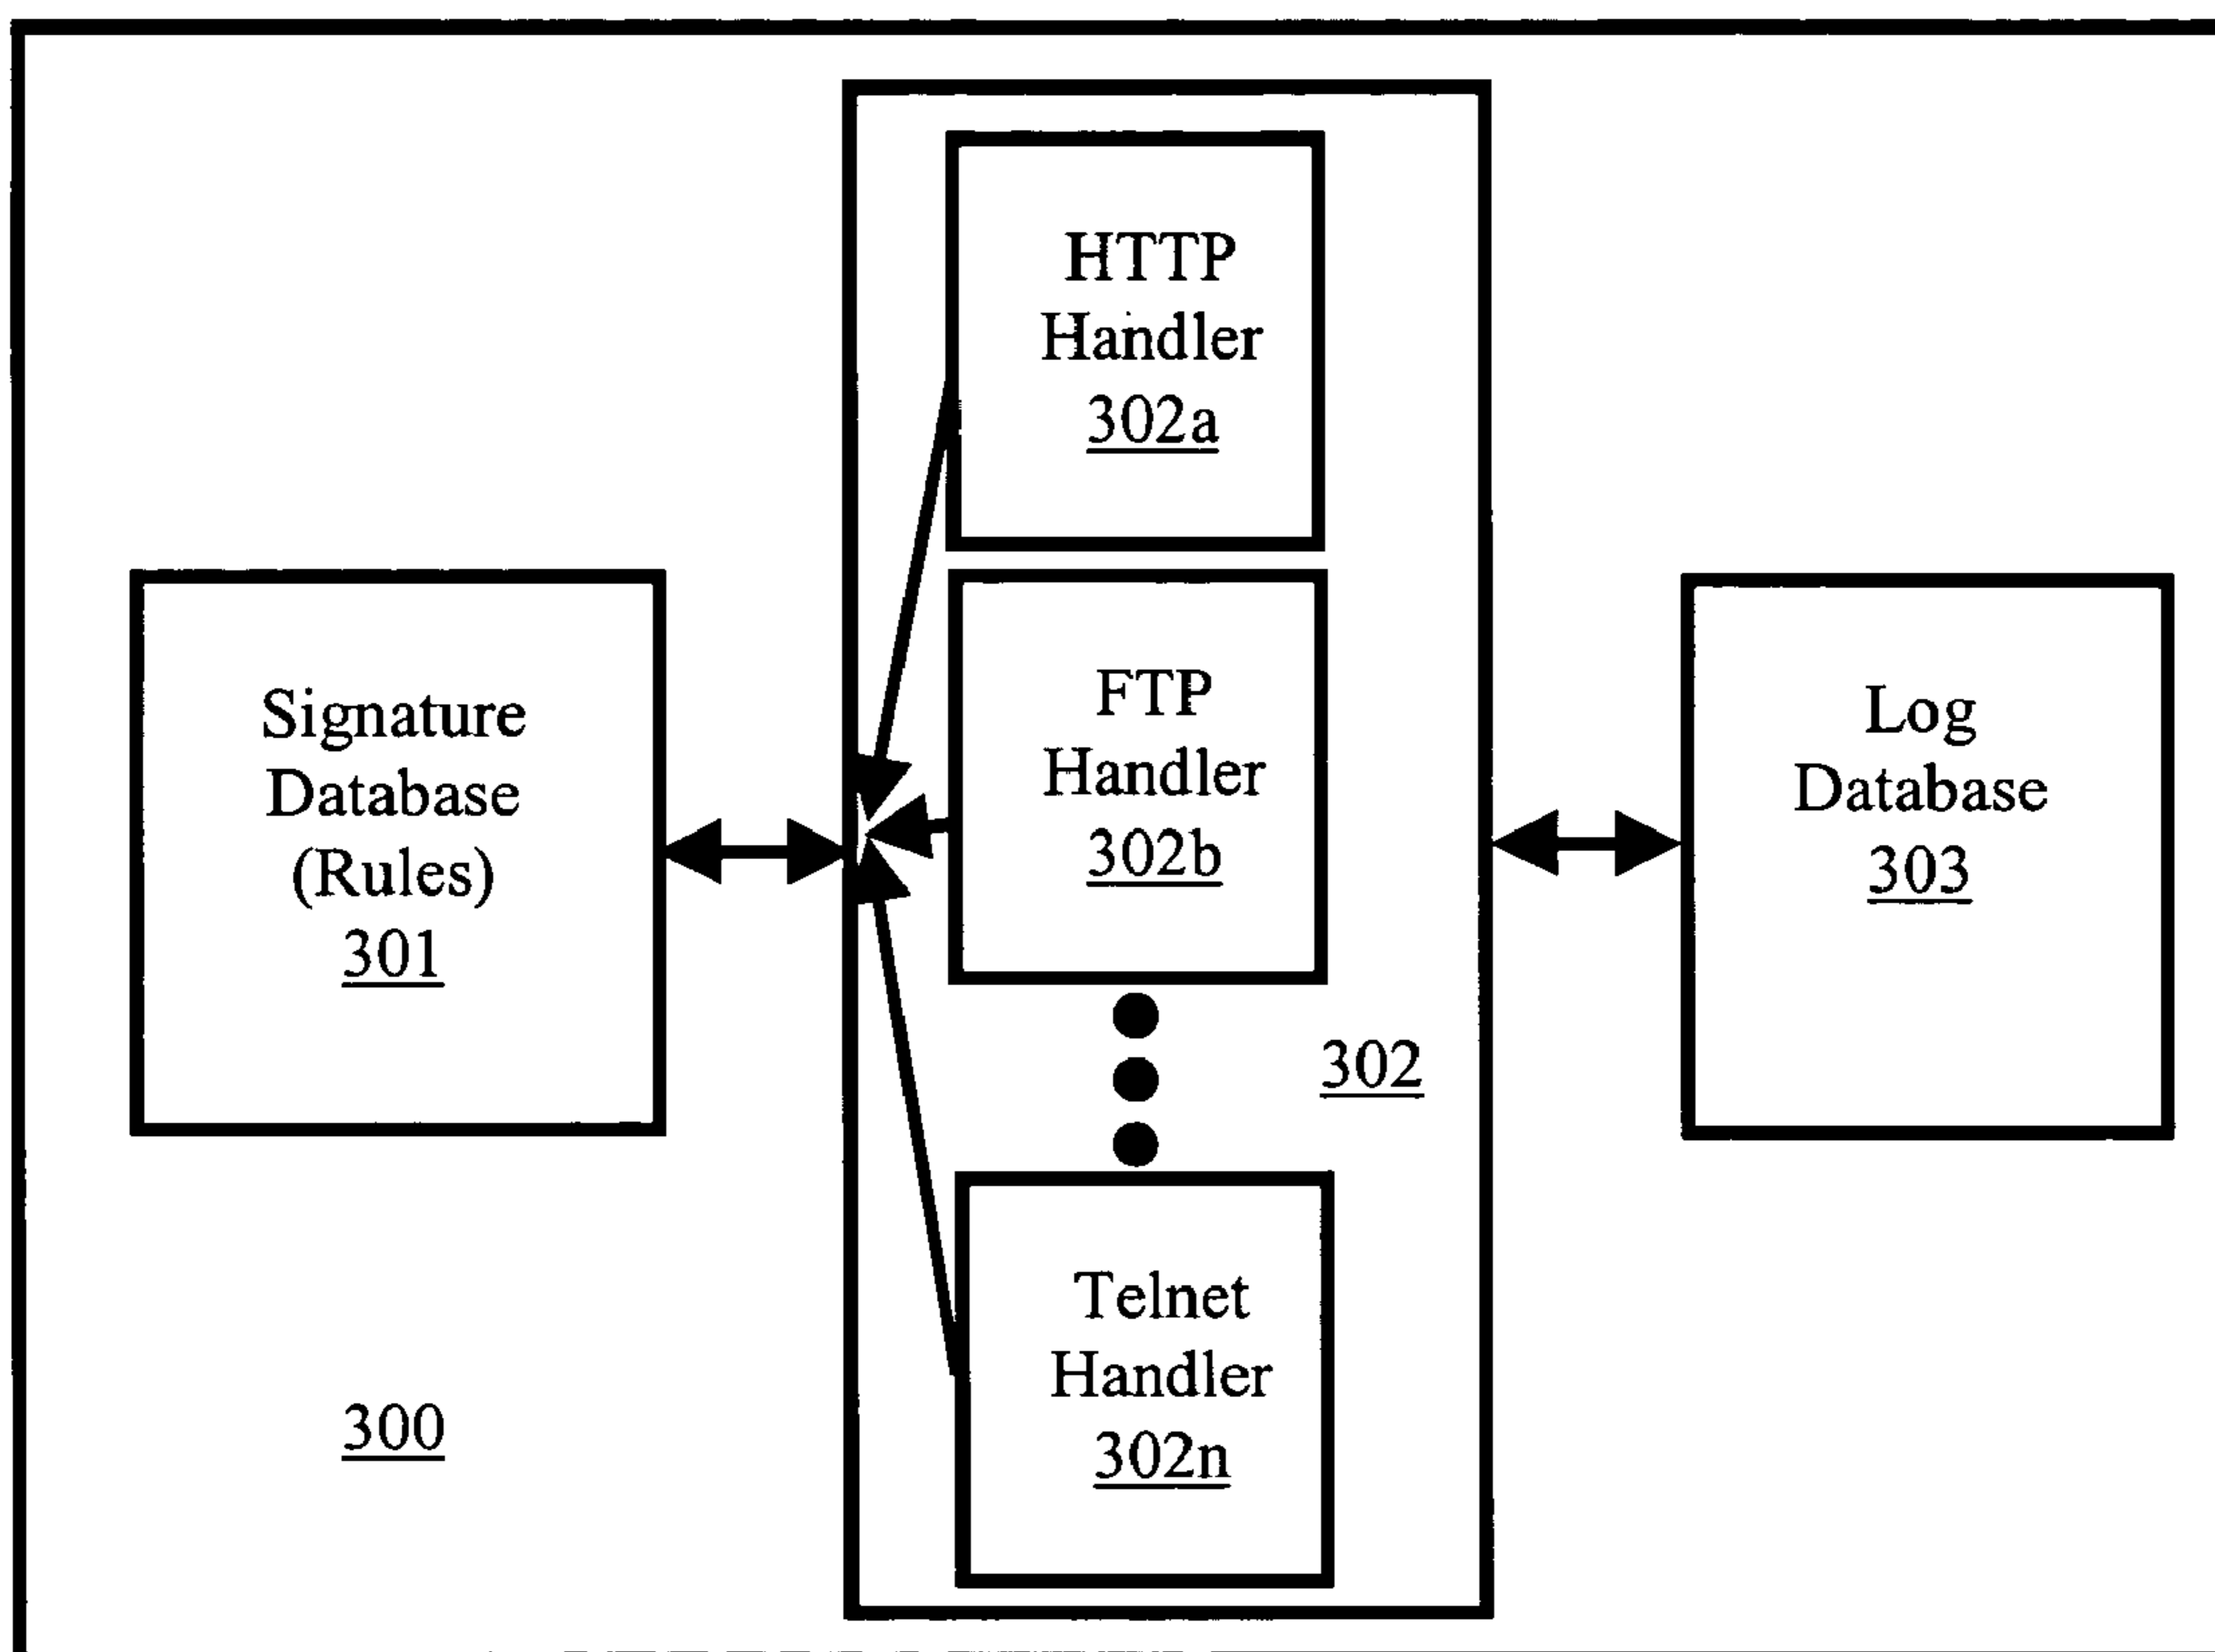 HTTP
Handler
302a
Signature
Database
(Rules)
301
FTP
Handler
302b
Log
Database
303
302
Telnet
Handler
302n
300